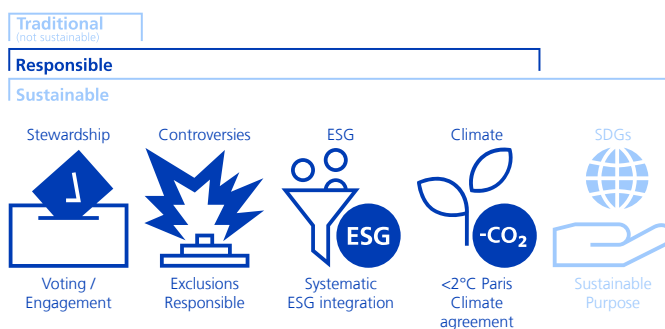 Traditional
(not sustainable)
Responsible
Sustainable
Stewardship
Controversies
ESG
Climate
SDGs
ESG
-CO₂
Voting /
Engagement
Exclusions
Responsible
Systematic
ESG integration
<2°C Paris
Climate
agreement
Sustainable
Purpose